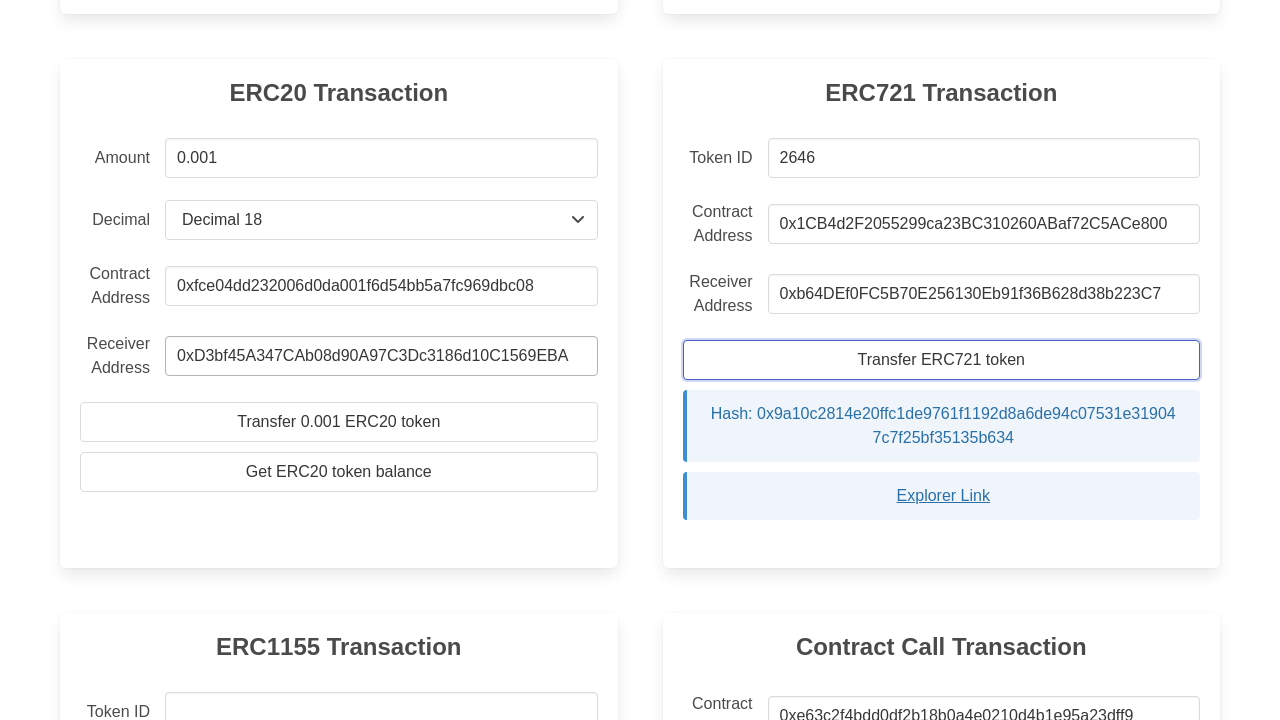 ERC20 Transaction
Amount
0.001
Decimal
Decimal 18
Contract
Address
0xfce04dd232006d0da001f6d54bb5a7fc969dbc08
Receiver
Address
0xD3bf45A347CAb08d90A97C3Dc3186d10C1569EBA
Transfer 0.001 ERC20 token
Get ERC20 token balance
ERC721 Transaction
Token ID
2646
Contract
Address
0x1CB4d2F2055299ca23BC310260ABaf72C5ACe800
Receiver
Address
0xb64DEf0FC5B70E256130Eb91f36B628d38b223C7
Transfer ERC721 token
Hash: 0x9a10c2814e20ffc1de9761f1192d8a6de94c07531e31904
7c7f25bf35135b634
Explorer Link
ERC1155 Transaction
Token ID
Contract Call Transaction
Contract
0xe63c2f4bdd0df2b18b0a4e0210d4b1e95a23dff9